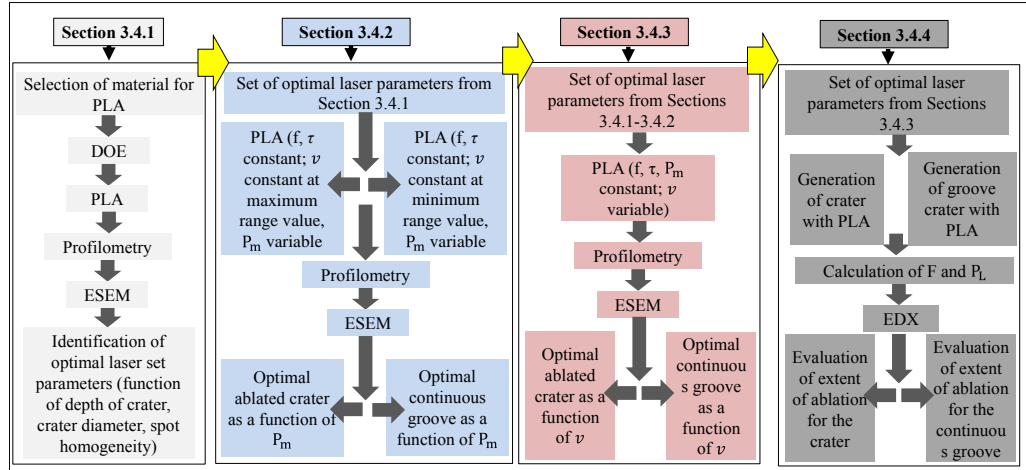 Section 3.4.1
Selection of material for
PLA
DOE
PLA
Profilometry
ESEM
Identification of
optimal laser set
parameters (function
of depth of crater,
crater diameter, spot
homogeneity)
Section 3.4.2
Set of optimal laser parameters from
Section 3.4.1
PLA (f, τ
constant; v
constant at
maximum
range value,
Pm variable
PLA (f, τ
constant; v
constant at
minimum
range value,
Pm variable
Profilometry
ESEM
Optimal
ablated crater
as a function of
Pm
Optimal
continuous
groove as a
function of Pm
Section 3.4.3
Set of optimal laser
parameters from Sections
3.4.1-3.4.2
PLA (f, τ, Pm
constant; v
variable)
Profilometry
ESEM
Optimal
ablated
crater as a
function
of v
Optimal
continuou
s groove
as a
function of
v
Section 3.4.4
Set of optimal laser
parameters from Sections
3.4.3
Generation
of crater
with PLA
Generation
of groove
crater with
PLA
Calculation of F and PL
EDX
Evaluation
of extent
of ablation
for the
crater
Evaluation
of extent
of ablation
for the
continuou
s groove